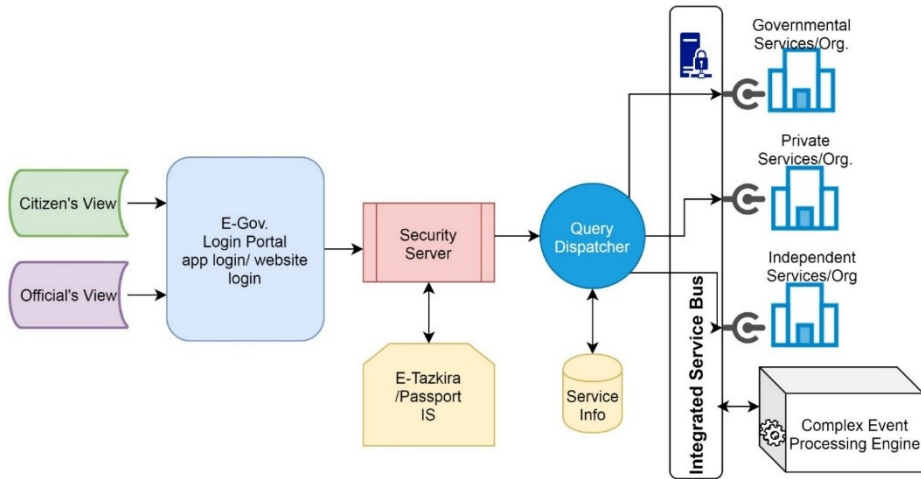 Governmental
Services/Org.
Private
Services/Org.
Citizen's View
E-Gov.
Login Portal
app login/ website
login
Security
Server
Query
Dispatcher
Official's View
Independent
Services/Org
E-Tazkira
/Passport
IS
Service
Info
Integrated Service Bus
Complex Event
Processing Engine